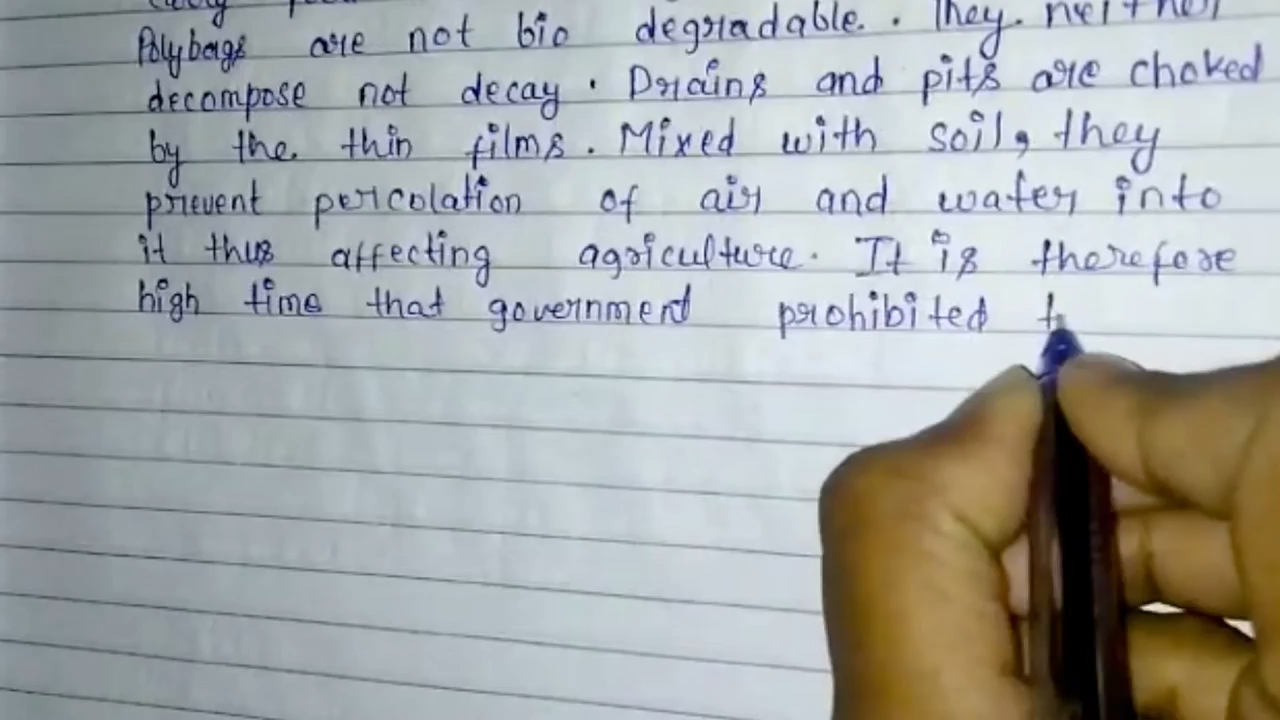 Polybags are not bio degradable. . They. neither
decompose not decay . Drains and pits are choked
by the. thin films . Mixed with soil, they
prevent percolation of air and water into
it thus affecting agriculture. It is therefore
high time that government prohibited t